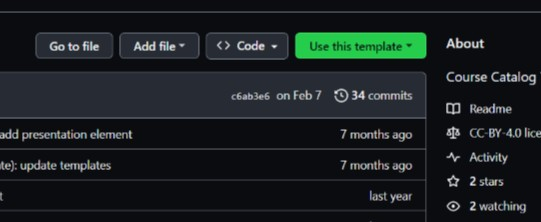 Go to file
Add file
<> Code
Use this template
About
Course Catalog
c6ab3e6 on Feb 7 34 commits
Readme
add presentation element 7 months ago
CC-BY-4.0
Activity
update templates 7 months ago
2 stars
last year
2 watching